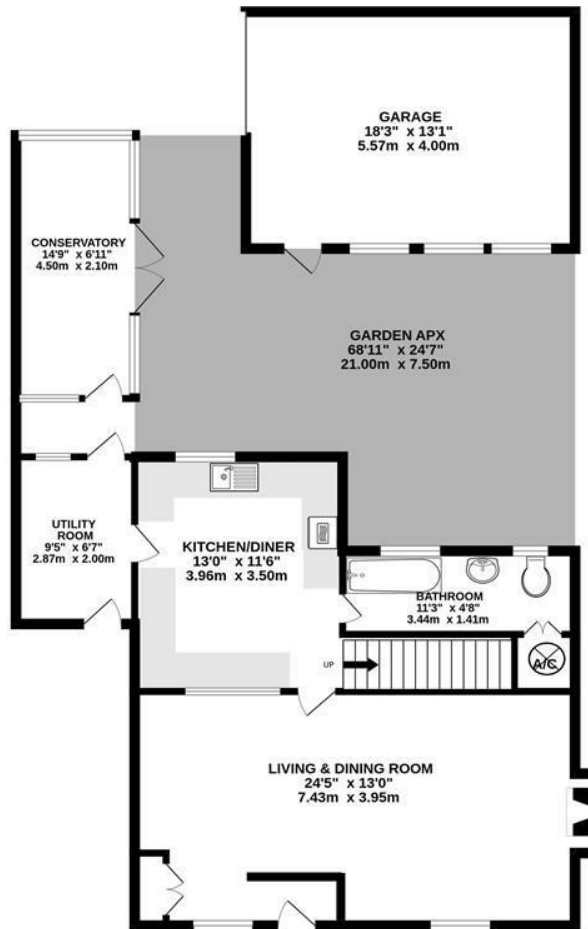 GARAGE
18'3" x 13'1"
5.57m x 4.00m
CONSERVATORY
14'9" x 6'11"
4.50m x 2.10m
GARDEN APX
68'11" x 24'7"
21.00m x 7.50m
UTILITY
ROOM
9'5" x 6'7"
2.87m x 2.00m
KITCHEN/DINER
13'0" x 11'6"
3.96m x 3.50m
BATHROOM
11'3" x 4'8"
3.44m x 1.41m
UP
A/C
LIVING & DINING ROOM
24'5" x 13'0"
7.43m x 3.95m